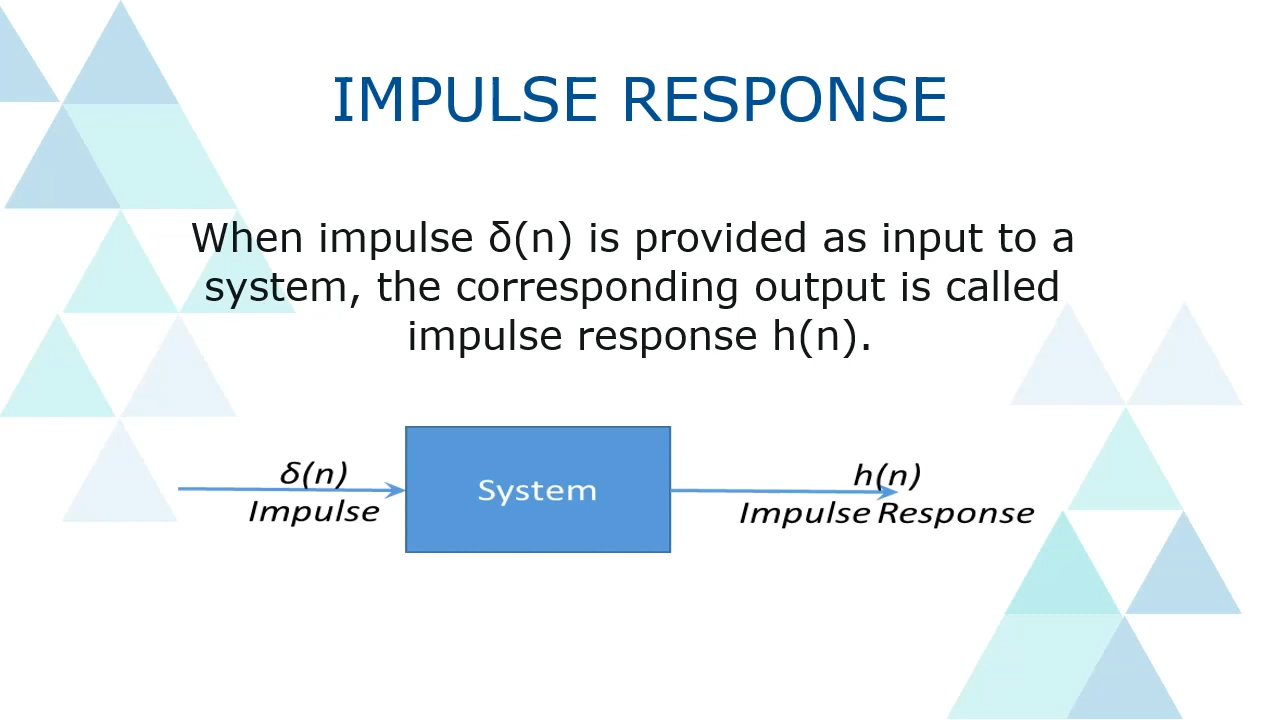 IMPULSE RESPONSE
When impulse δ(n) is provided as input to a
system, the corresponding output is called
impulse response h(n).
δ(n)
Impulse
System
h(n)
Impulse Response